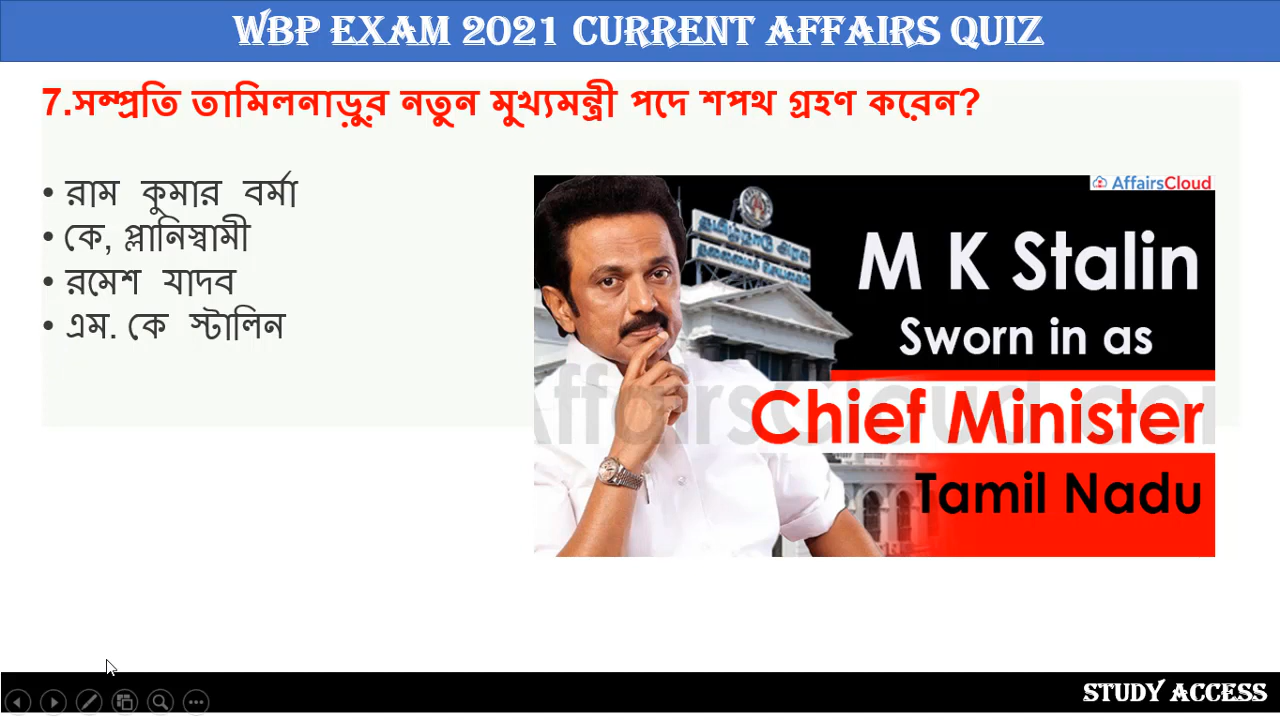 WBP EXAM 2021 CURRENT AFFAIRS QUIZ
7.সম্প্রতি তামিলনাড়ুর নতুন মুখ্যমন্ত্রী পদে শপথ গ্রহণ করেন?
• রাম কুমার বর্মা
• কে, প্লানিস্বামী
• রমেশ যাদব
• এম. কে স্টালিন
AffairsCloud
M K Stalin
Sworn in as
Chief Minister
Tamil Nadu
STUDY ACCESS